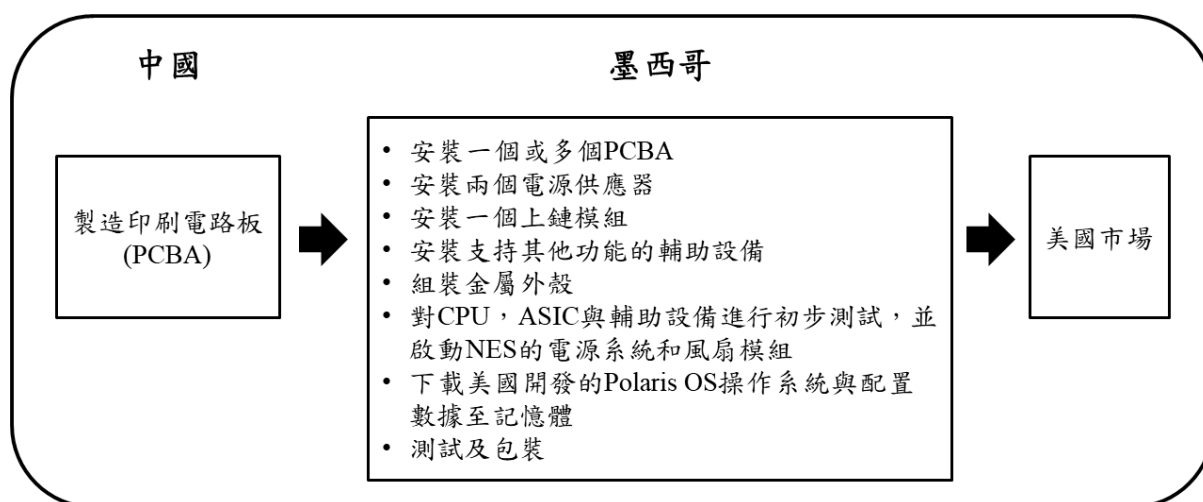 中國
墨西哥
製造印刷電路板
(PCBA)
• 安裝一個或多個PCBA
• 安裝兩個電源供應器
• 安裝一個上鏈模組
• 安裝支持其他功能的輔助設備
• 組裝金屬外殼
• 對CPU，ASIC與輔助設備進行初步測試，並
啟動NES的電源系統和風扇模組
• 下載美國開發的Polaris OS操作系統與配置
數據至記憶體
• 測試及包裝
美國市場